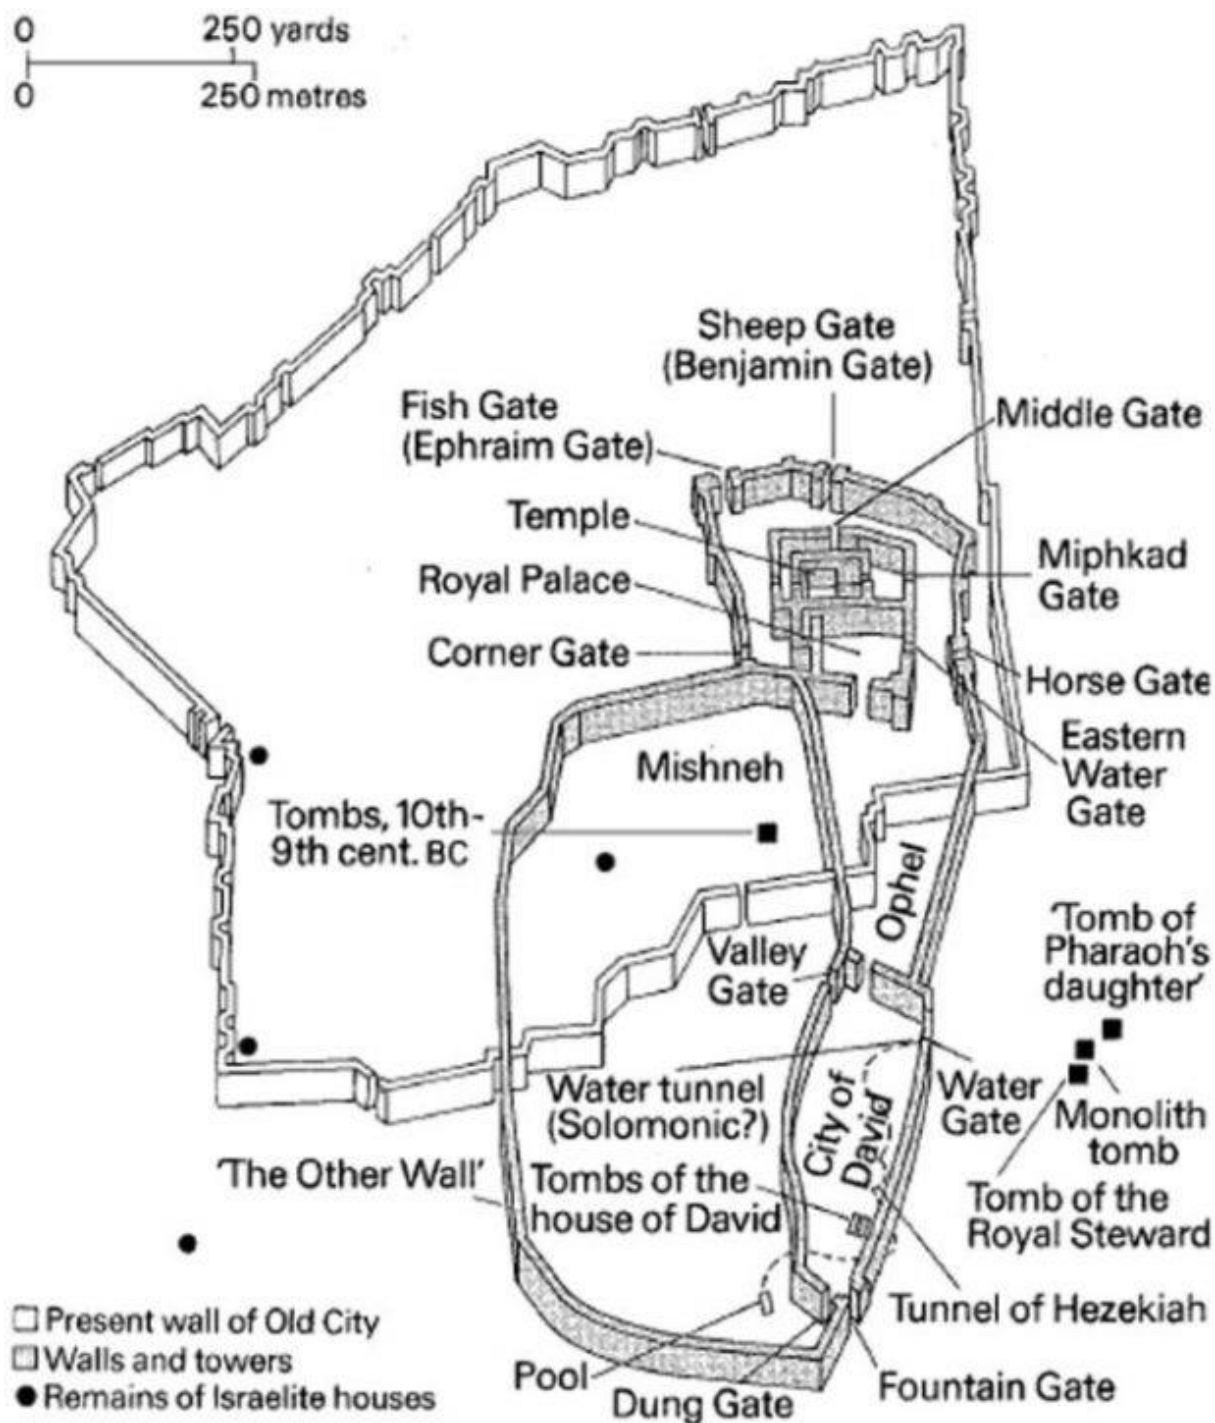 0 250 yards
0 250 metres
Sheep Gate
(Benjamin Gate)
Fish Gate
(Ephraim Gate)
Middle Gate
Temple
Royal Palace
Miphkad
Gate
Corner Gate
Horse Gate
Mishneh
Eastern
Water
Gate
Tombs, 10th-
9th cent. BC
Ophel
'Tomb of
Pharaoh's
daughter'
Valley
Gate
Water tunnel
(Solomonic?)
City of
David
Water
Gate
Monolith
tomb
'The Other Wall'
Tombs of the
house of David
Tomb of the
Royal Steward
Tunnel of Hezekiah
Pool
Dung Gate
Fountain Gate
Present wall of Old City
Walls and towers
Remains of Israelite houses